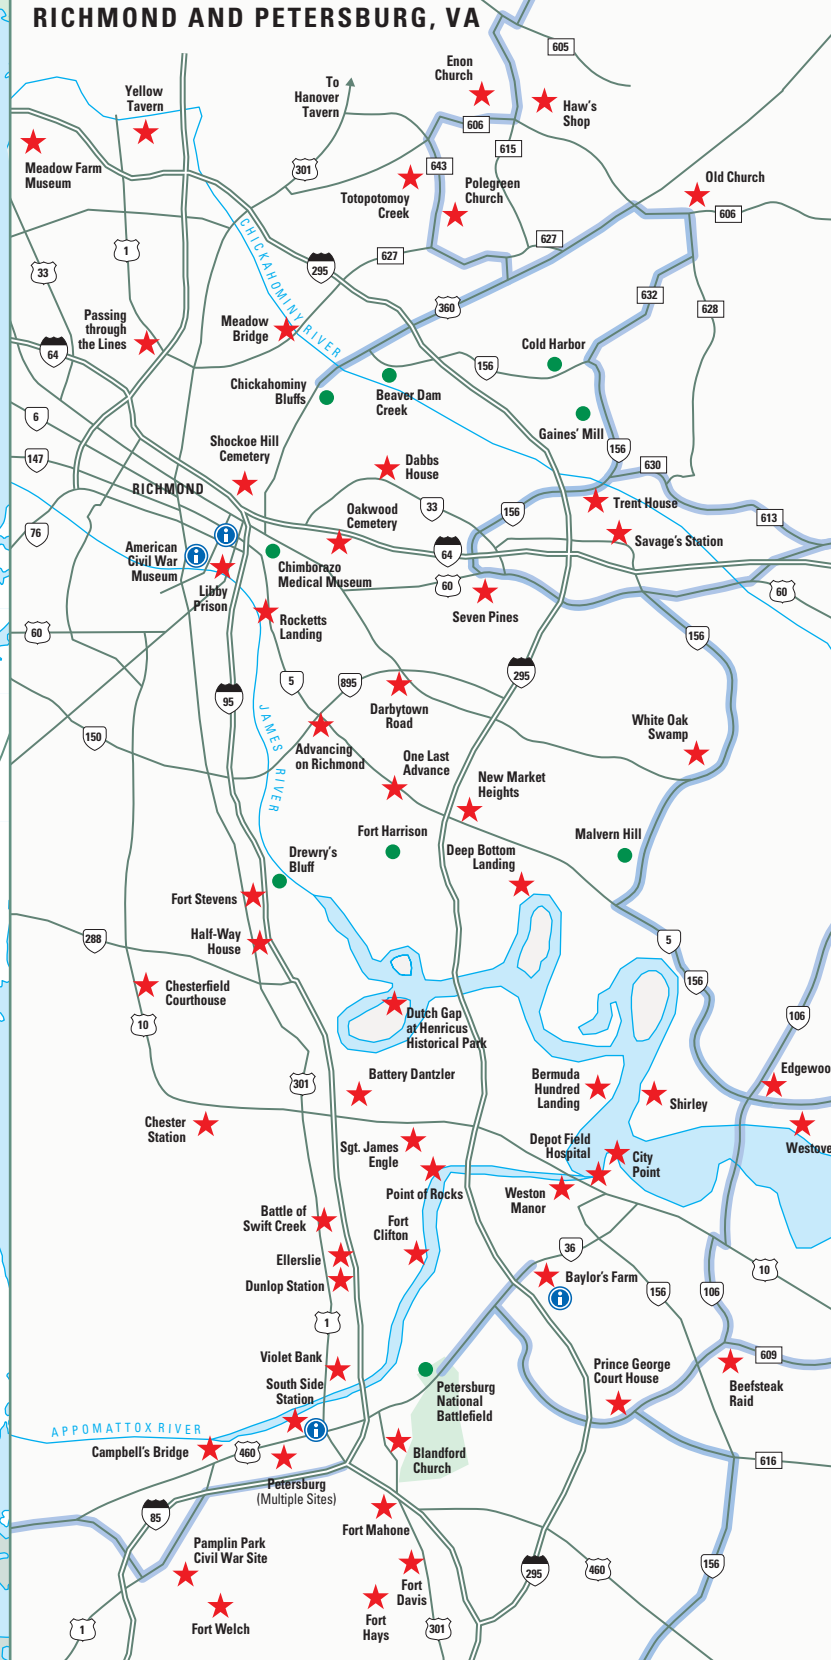 RICHMOND AND PETERSBURG, VA
605
Enon
Church
To
Hanover
Tavern
Yellow
Tavern
Haw's
Shop
606
615
Meadow Farm
Museum
301
643
Totopotomoy
Creek
Polegreen
Church
Old Church
606
1
CHICKAHOMINY RIVER
627
627
33
295
632
628
360
Passing
through
the Lines
Meadow
Bridge
64
Cold Harbor
156
Chickahominy
Bluffs
Beaver Dam
Creek
6
Gaines' Mill
Shockoe Hill
Cemetery
156
147
Dabbs
House
630
RICHMOND
Trent House
33
156
613
Oakwood
Cemetery
76
American
Civil War
Museum
Savage's Station
64
Chimborazo
Medical Museum
Libby
Prison
60
60
Seven Pines
Rocketts
Landing
60
156
5
895
295
95
Darbytown
Road
JAMES RIVER
White Oak
Swamp
150
Advancing
on Richmond
One Last
Advance
New Market
Heights
Fort Harrison
Malvern Hill
Drewry's
Bluff
Deep Bottom
Landing
Fort Stevens
288
Half-Way
House
5
156
Chesterfield
Courthouse
Dutch Gap
at Henricus
Historical Park
10
106
Battery Dantzler
Bermuda
Hundred
Landing
Edgewoo
301
Shirley
Chester
Station
Sgt. James
Engle
Depot Field
Hospital
City
Point
Westove
Point of Rocks
Weston
Manor
Battle of
Swift Creek
Fort
Clifton
36
Ellerslie
10
Dunlop Station
Baylor's Farm
156
106
1
Violet Bank
609
Prince George
Court House
South Side
Station
Petersburg
National
Battlefield
Beefsteak
Raid
APPOMATTOX RIVER
Campbell's Bridge
460
Blandford
Church
616
Petersburg
(Multiple Sites)
85
Fort Mahone
Pamplin Park
Civil War Site
156
295
460
Fort
Davis
Fort Welch
Fort
Hays
1
301